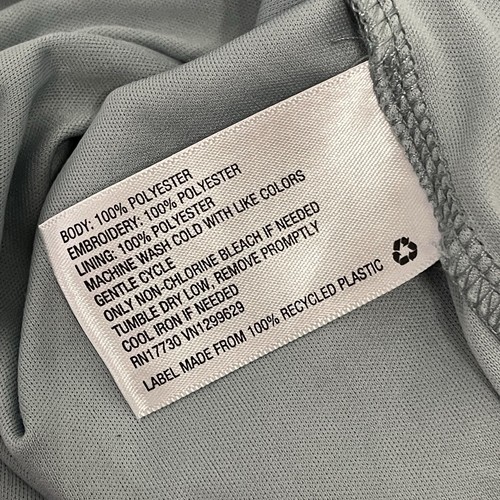 BODY: 100% POLYESTER
EMBROIDERY: 100% POLYESTER
LINING: 100% POLYESTER
MACHINE WASH COLD WITH LIKE COLORS
GENTLE CYCLE
ONLY NON-CHLORINE BLEACH IF NEEDED
TUMBLE DRY LOW, REMOVE PROMPTLY
COOL IRON IF NEEDED
RN17730 VN1299629
LABEL MADE FROM 100% RECYCLED PLASTIC